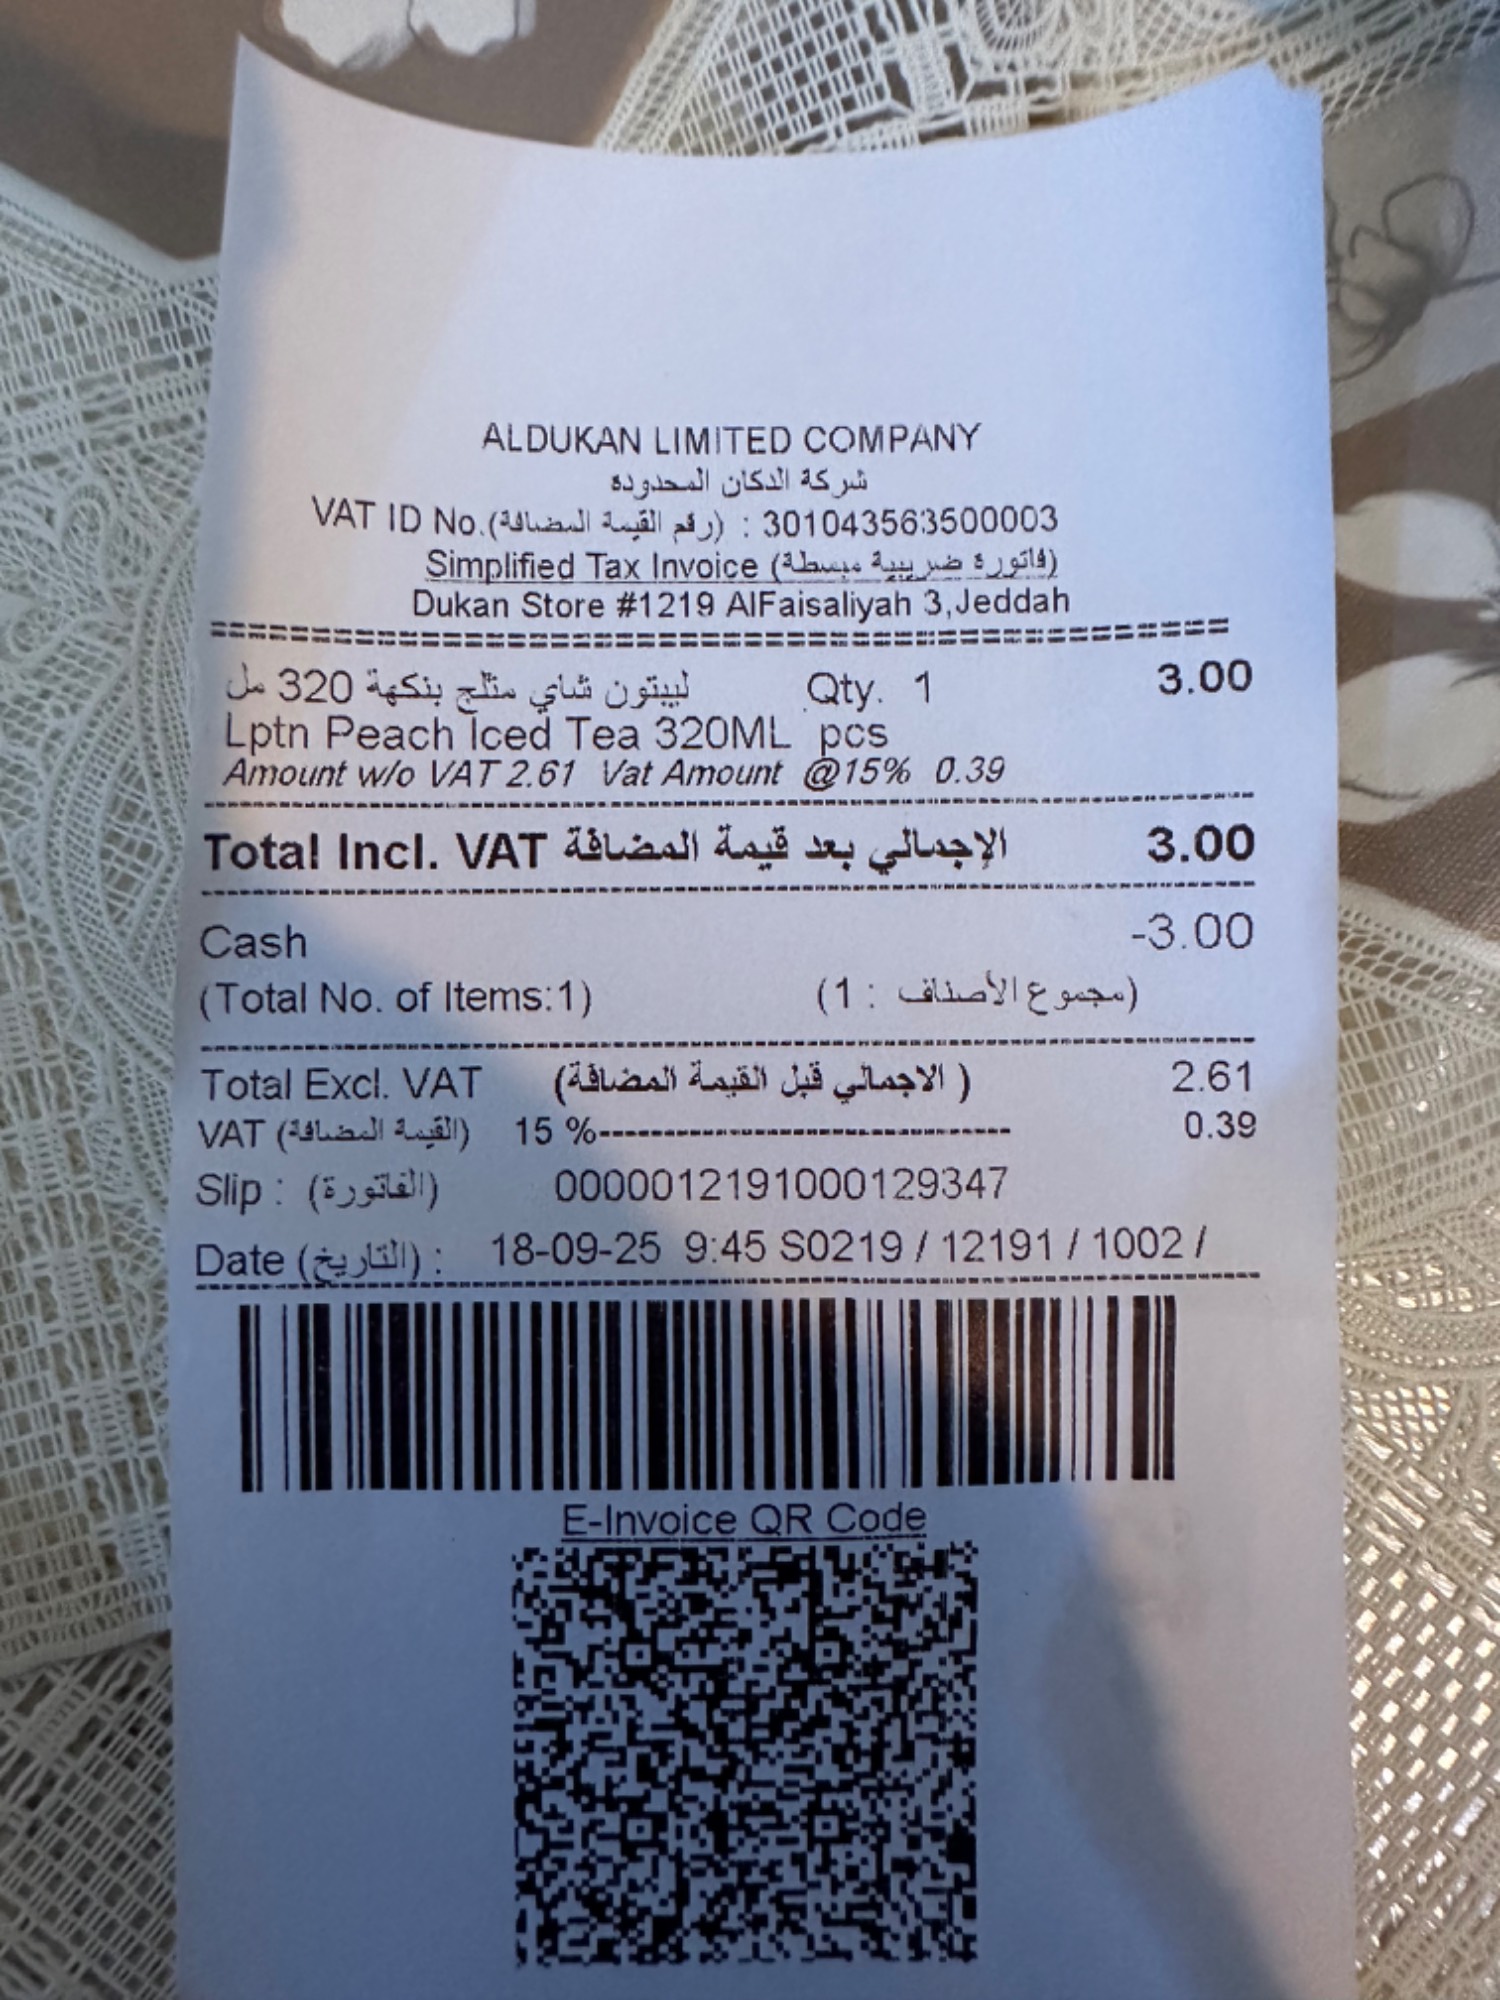 ALDUKAN LIMITED COMPANY
شركة الدكان المحدوده
VAT ID No.(رقم القيمة المضافة) : 301043563500003
Simplified Tax Invoice (فاتورة ضريبية مبسطة)
Dukan Store #1219 AlFaisaliyah 3,Jeddah
ليبتون شاي مثلج بنكهة 320 مل Qty. 1 3.00
Lptn Peach Iced Tea 320ML pcs
Amount w/o VAT 2.61 Vat Amount @15% 0.39
Total Incl. VAT الإجمالي بعد قيمة المضافة 3.00
Cash -3.00
(Total No. of Items:1) (مجموع الأصناف : 1)
Total Excl. VAT (الاجمالي قبل القيمة المضافة) 2.61
VAT (القيمة المضافة) 15 %------------------------------------ 0.39
Slip : (الفاتورة) 0000012191000129347
Date (التاريخ) : 18-09-25 9:45 S0219 / 12191 / 1002 /
E-Invoice QR Code